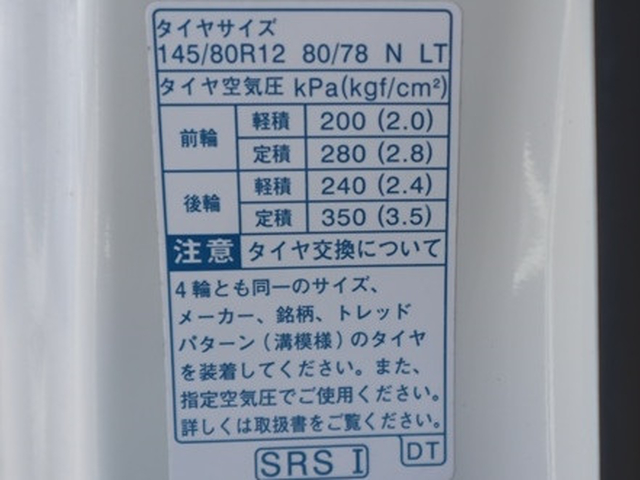 タイヤサイズ
145/80R12 80/78 N LT
タイヤ空気圧 kPa(kgf/cm²)
前輪 軽積 200 (2.0)
定積 280 (2.8)
後輪 軽積 240 (2.4)
定積 350 (3.5)
注意 タイヤ交換について
4輪とも同一のサイズ、
メーカー、銘柄、トレッド
パターン(溝模様)のタイヤ
を装着してください。また、
指定空気圧でご使用ください。
詳しくは取扱書をご覧ください。
SRS I DT